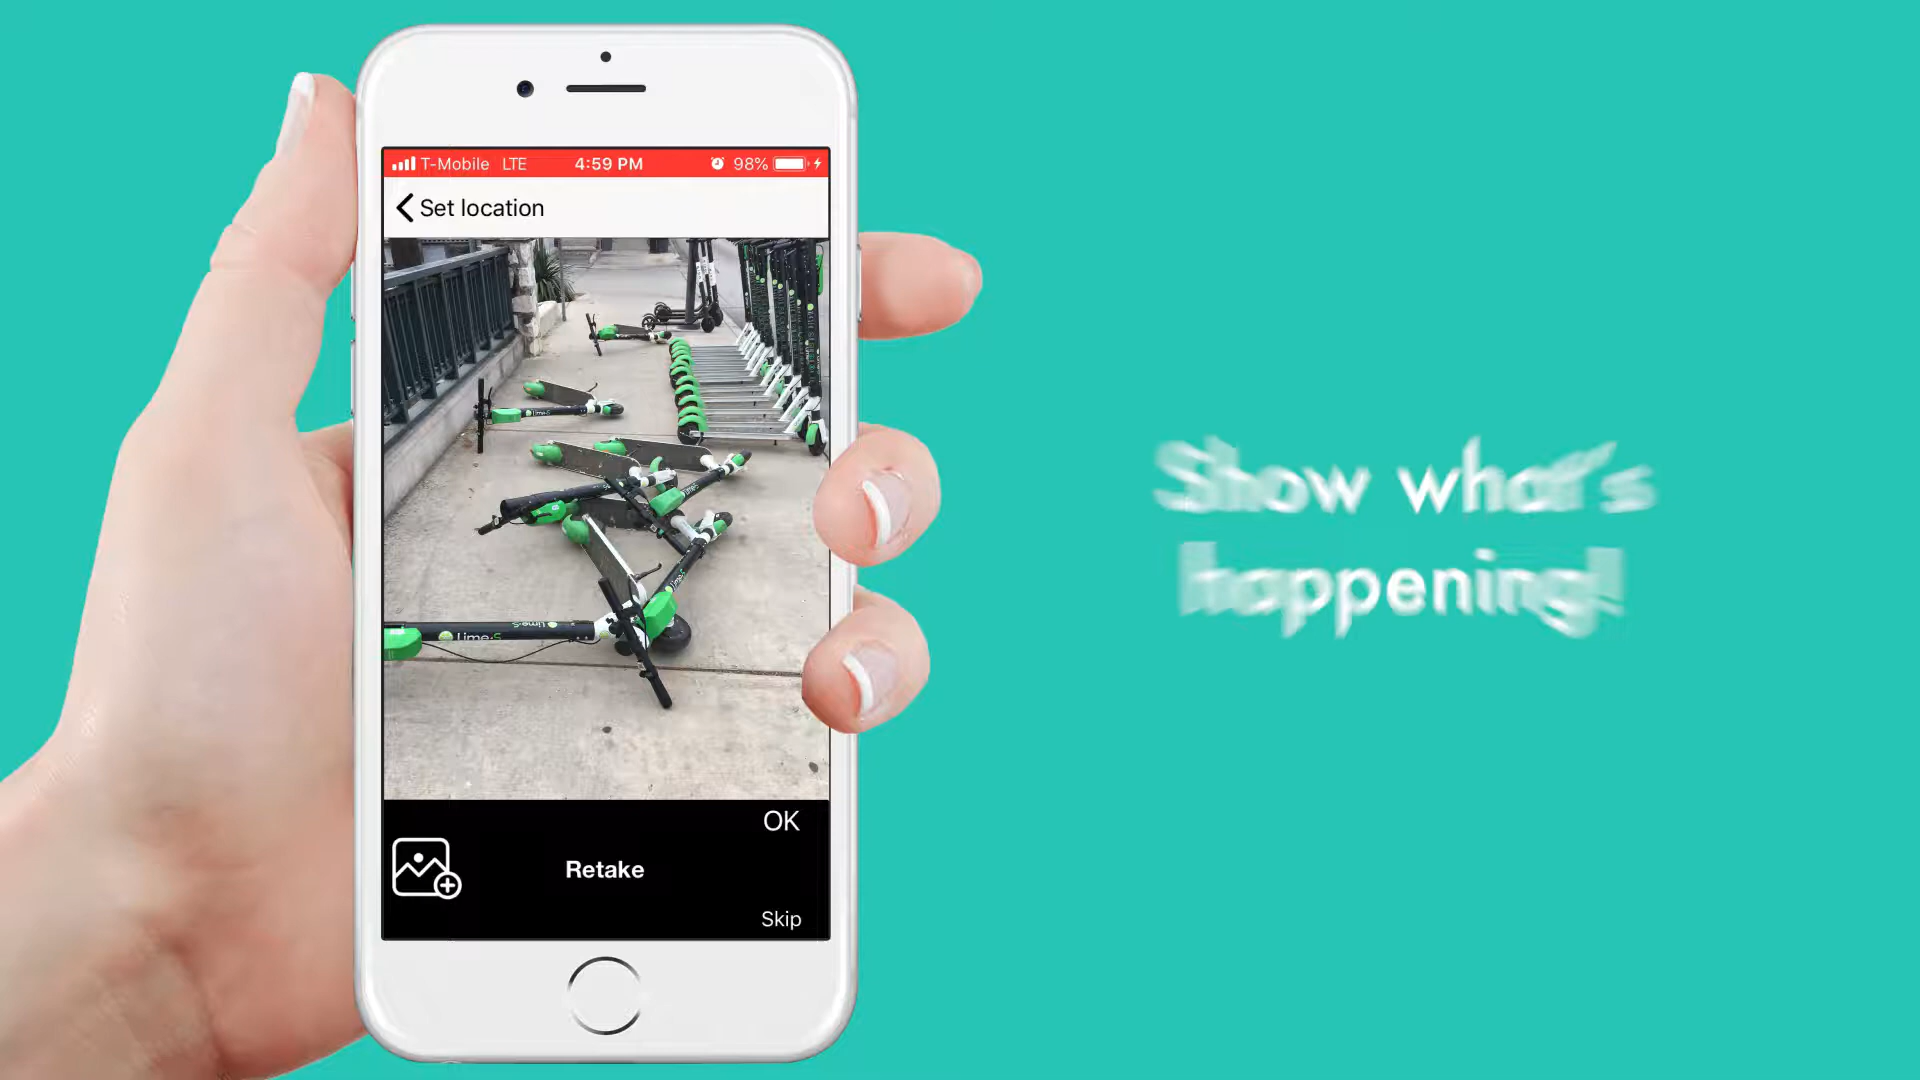 T-Mobile LTE 4:59 PM 98%
Set location
Lime-S
Lime-S
OK
Retake
Skip
Show what's
happening!